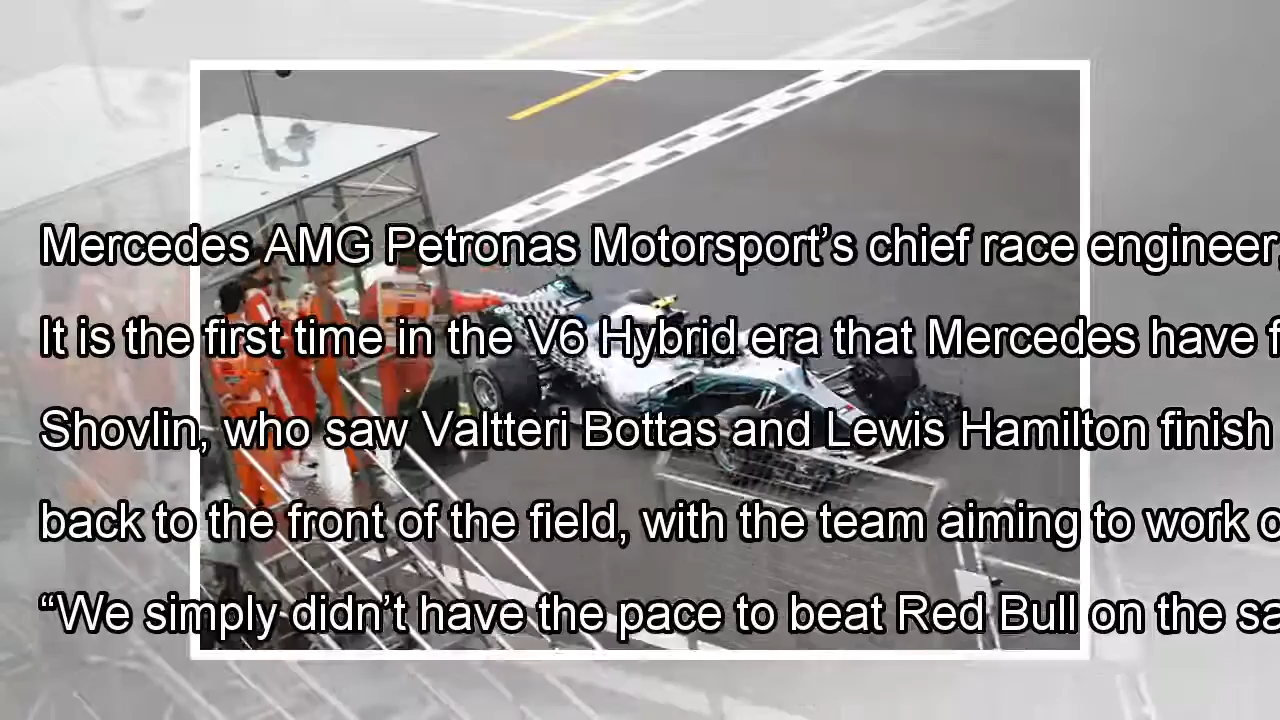 Mercedes AMG Petronas Motorsport’s chief race engineer,
It is the first time in the V6 Hybrid era that Mercedes have
Shovlin, who saw Valtteri Bottas and Lewis Hamilton finish
back to the front of the field, with the team aiming to work
“We simply didn’t have the pace to beat Red Bull on the